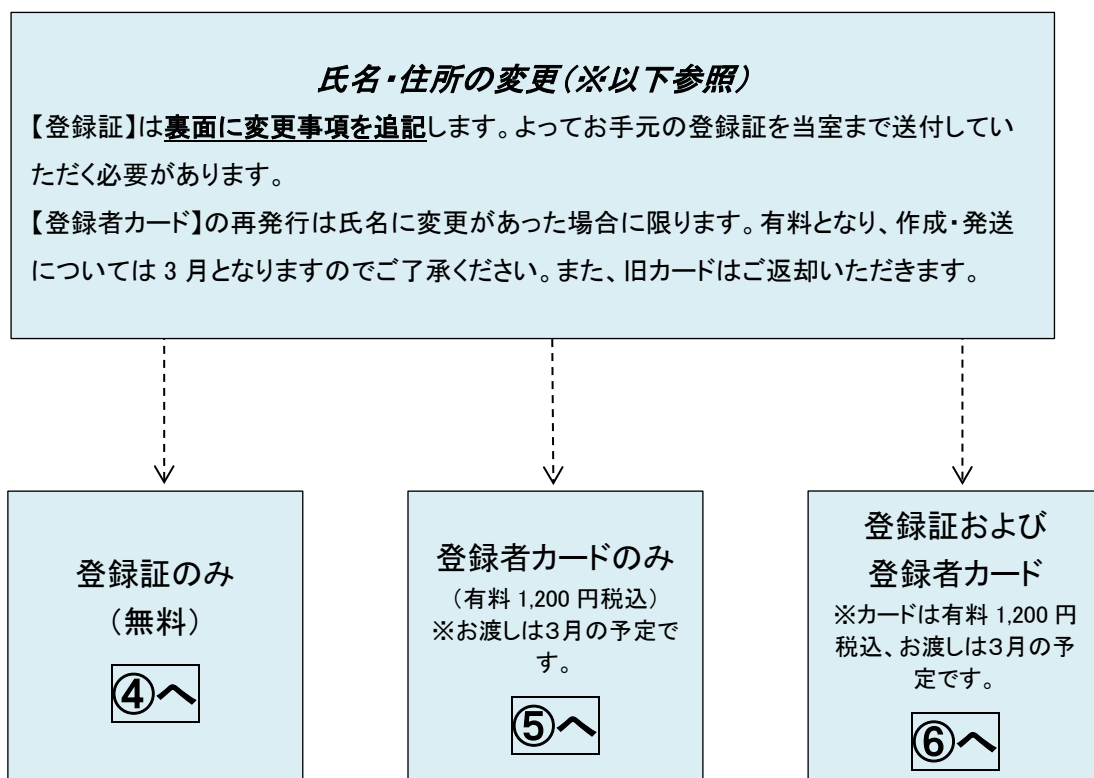 氏名・住所の変更(※以下参照)
【登録証】は裏面に変更事項を追記します。よってお手元の登録証を当室まで送付してい
ただく必要があります。
【登録者カード】の再発行は氏名に変更があった場合に限ります。有料となり、作成・発送
については 3 月となりますのでご了承ください。また、旧カードはご返却いただきます。
登録証のみ
(無料)
④へ
登録者カードのみ
(有料 1,200 円税込)
※お渡しは3月の予定で
す。
⑤へ
登録証および
登録者カード
※カードは有料 1,200 円
税込、お渡しは3月の予
定です。
⑥へ